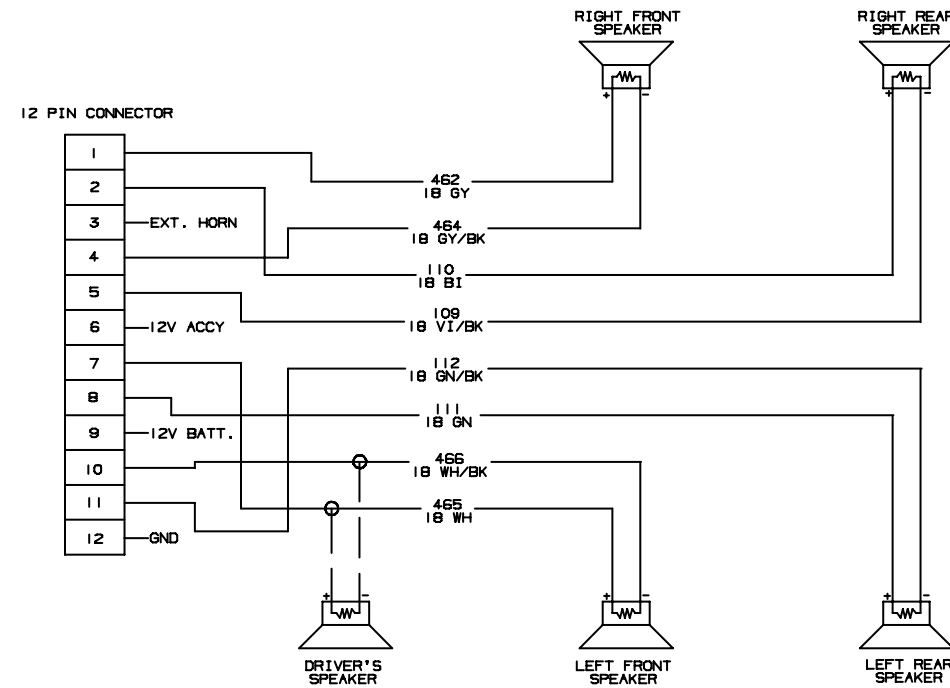 RIGHT FRONT
SPEAKER
RIGHT REAR
SPEAKER
+ −
+ −
12 PIN CONNECTOR
1
2
3 EXT. HORN
4
5
6 12V ACCY
7
8
9 12V BATT.
10
11
12 GND
462
18 GY
464
18 GY/BK
110
18 BI
109
18 VI/BK
112
18 GN/BK
111
18 GN
466
18 WH/BK
465
18 WH
+ −
+ −
+ −
DRIVER'S
SPEAKER
LEFT FRONT
SPEAKER
LEFT REAR
SPEAKER